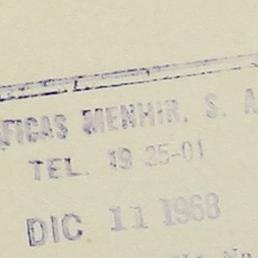 FICAS MENHIR, S. A
TEL. 19 25-01
DIC 11 1968